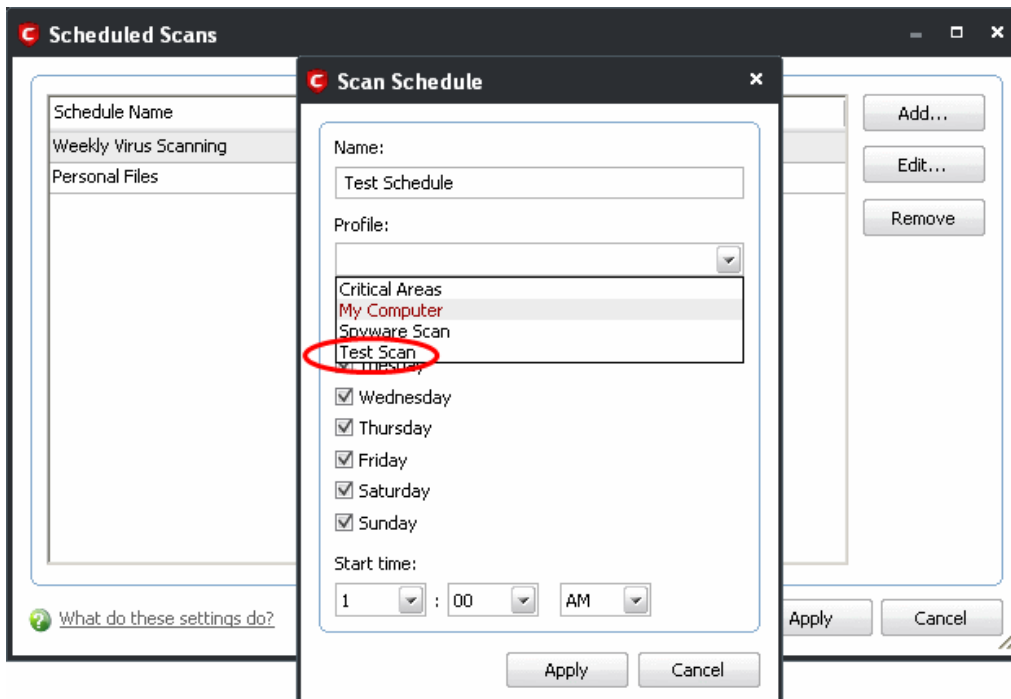 Scheduled Scans
Schedule Name
Weekly Virus Scanning
Personal Files
Add...
Edit...
Remove
What do these settings do?
Apply
Cancel
Scan Schedule
Name:
Test Schedule
Profile:
Critical Areas
My Computer
Spyware Scan
Test Scan
Tuesday
Wednesday
Thursday
Friday
Saturday
Sunday
Start time:
1 : 00 AM
Apply
Cancel